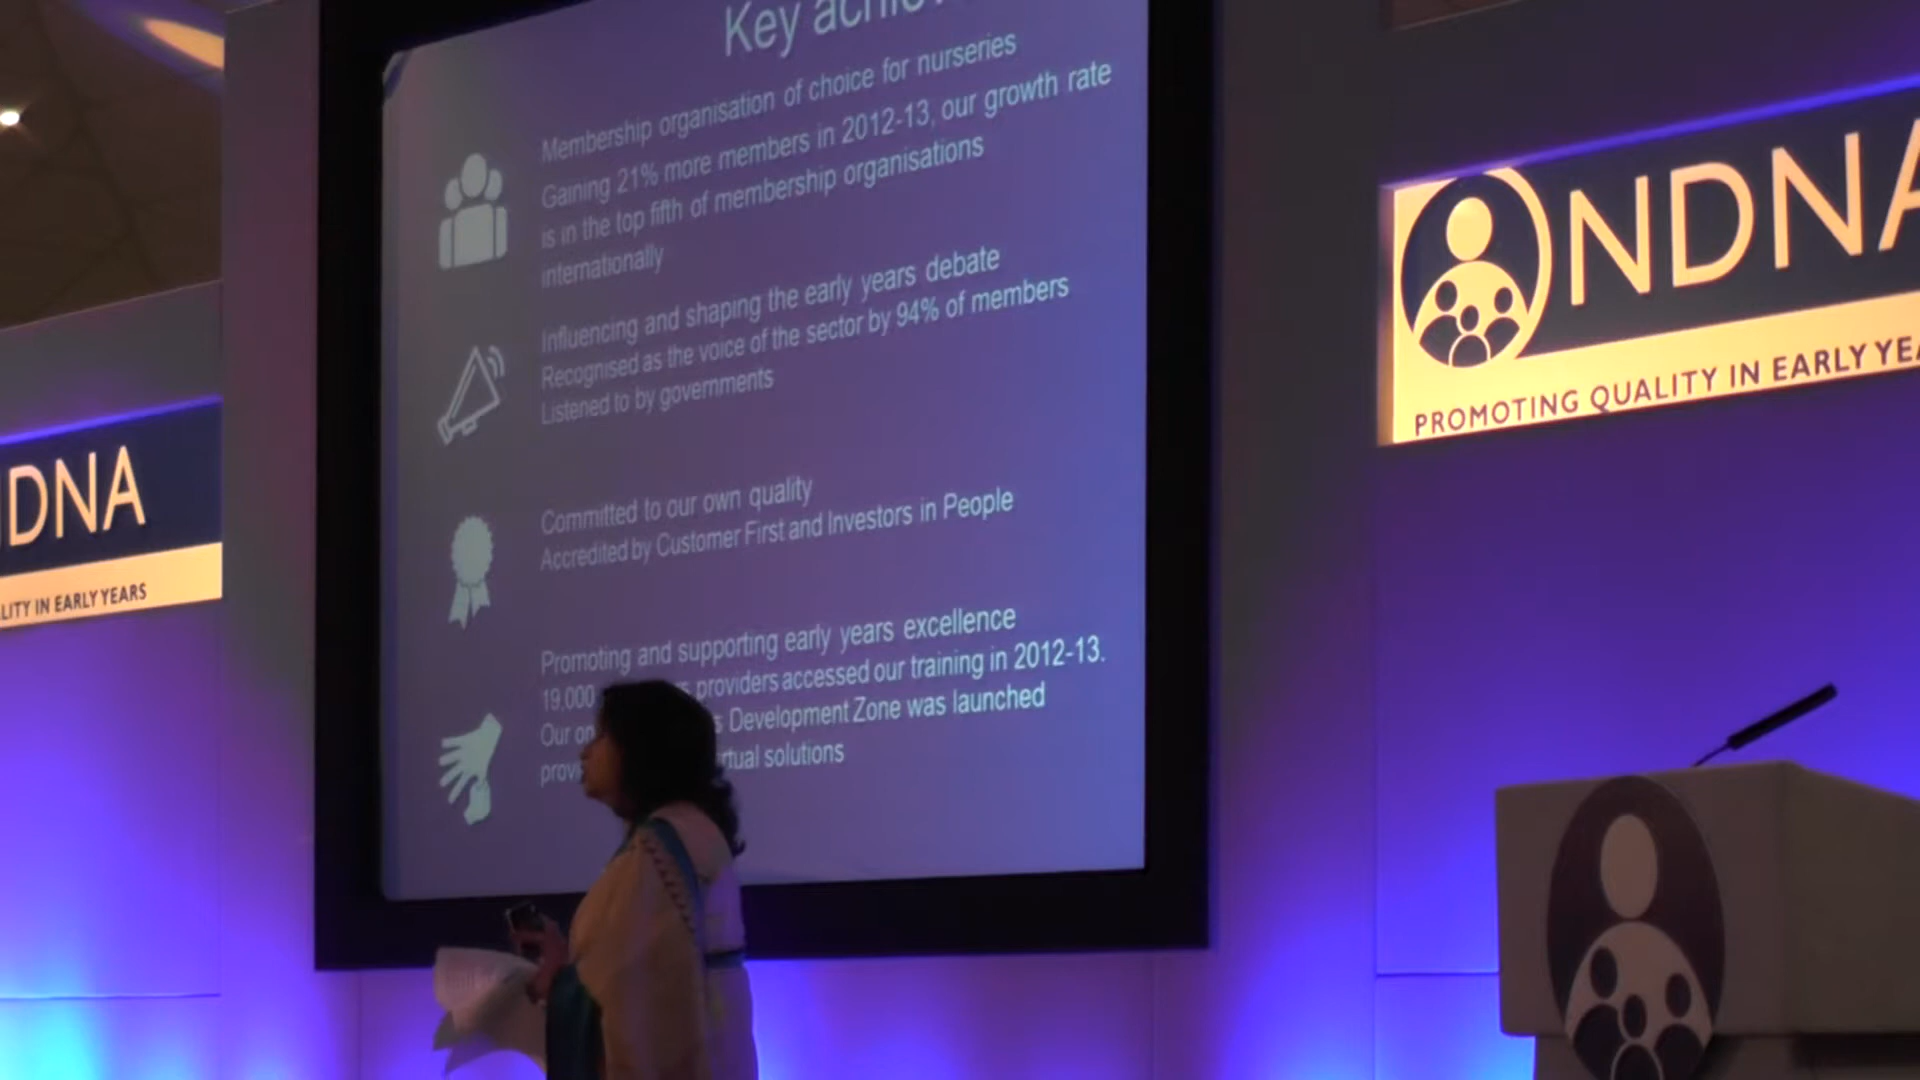 Key
Membership organisation of choice for nurseries
Gaining 21% more members in 2012-13, our growth rate
is in the top fifth of membership organisations
internationally
Influencing and shaping the early years debate
Recognised as the voice of the sector by 94% of members
Listened to by governments
Committed to our own quality
Accredited by Customer First and Investors in People
Promoting and supporting early years excellence
19,000 providers accessed our training in 2012-13.
Our Development Zone was launched
solutions
NDNA
PROMOTING QUALITY IN EARLY
DNA
IN EARLY YEARS